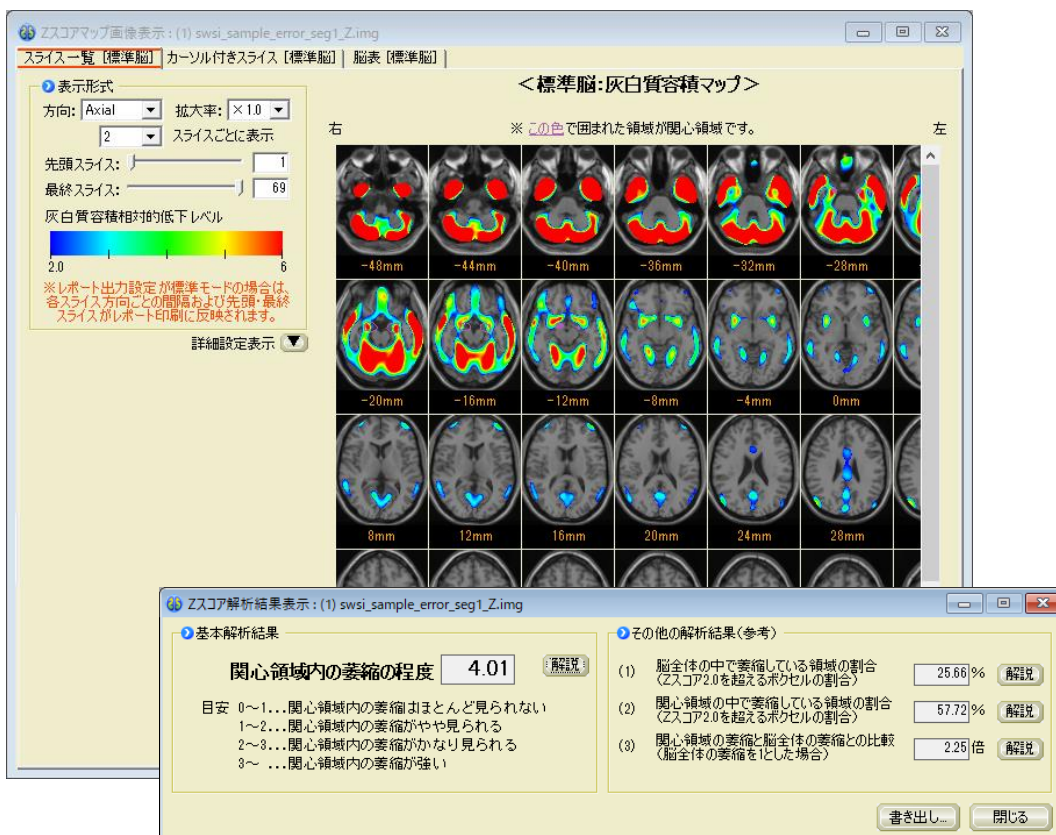 Zスコアマップ画像表示 : (1) swsi_sample_error_seg1_Z.img
スライス一覧 [標準脳] カーソル付きスライス [標準脳] 脳表 [標準脳]
表示形式
方向: Axial 拡大率: ×1.0
2 スライスごとに表示
先頭スライス: 1
最終スライス: 69
灰白質容積相対的低下レベル
2.0 6
※レポート出力設定が標準モードの場合は、
各スライス方向ごとの間隔および先頭・最終
スライスがレポート印刷に反映されます。
詳細設定表示
<標準脳:灰白質容積マップ>
右 ※ この色で囲まれた領域が関心領域です。 左
-48mm -44mm -40mm -36mm -32mm -28mm
-20mm -16mm -12mm -8mm -4mm 0mm
8mm 12mm 16mm 20mm 24mm 28mm
Zスコア解析結果表示 : (1) swsi_sample_error_seg1_Z.img
基本解析結果
関心領域内の萎縮の程度 4.01 解説
目安 0～1...関心領域内の萎縮はほとんど見られない
1～2...関心領域内の萎縮がやや見られる
2～3...関心領域内の萎縮がかなり見られる
3～ ...関心領域内の萎縮が強い
その他の解析結果(参考)
(1) 脳全体の中で萎縮している領域の割合
(Zスコア2.0を超えるボクセルの割合) 25.66 % 解説
(2) 関心領域の中で萎縮している領域の割合
(Zスコア2.0を超えるボクセルの割合) 57.72 % 解説
(3) 関心領域の萎縮と脳全体の萎縮との比較
(脳全体の萎縮を1とした場合) 2.25 倍 解説
書き出し... 閉じる